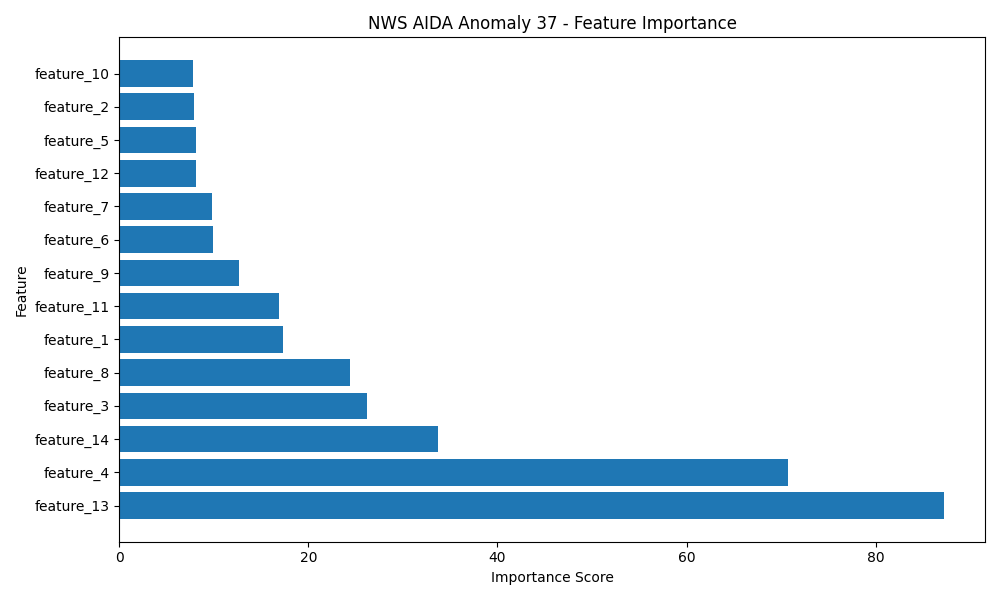 NWS AIDA Anomaly 37 - Feature Importance
feature_10
feature_2
feature_5
feature_12
feature_7
feature_6
feature_9
feature_11
feature_1
feature_8
feature_3
feature_14
feature_4
feature_13
Feature
0 20 40 60 80
Importance Score